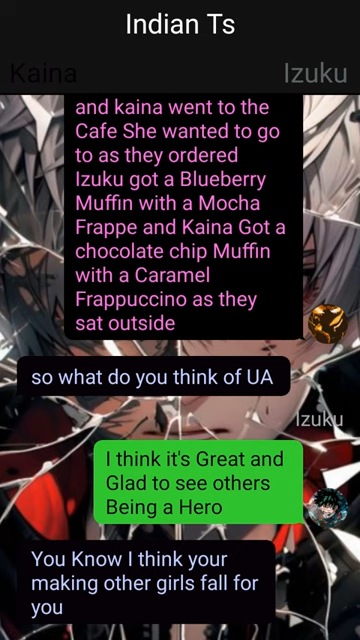 Indian Ts
Kaina
Izuku
and kaina went to the
Cafe She wanted to go
to as they ordered
Izuku got a Blueberry
Muffin with a Mocha
Frappe and Kaina Got a
chocolate chip Muffin
with a Caramel
Frappuccino as they
sat outside
so what do you think of UA
Izuku
I think it's Great and
Glad to see others
Being a Hero
You Know I think your
making other girls fall for
you